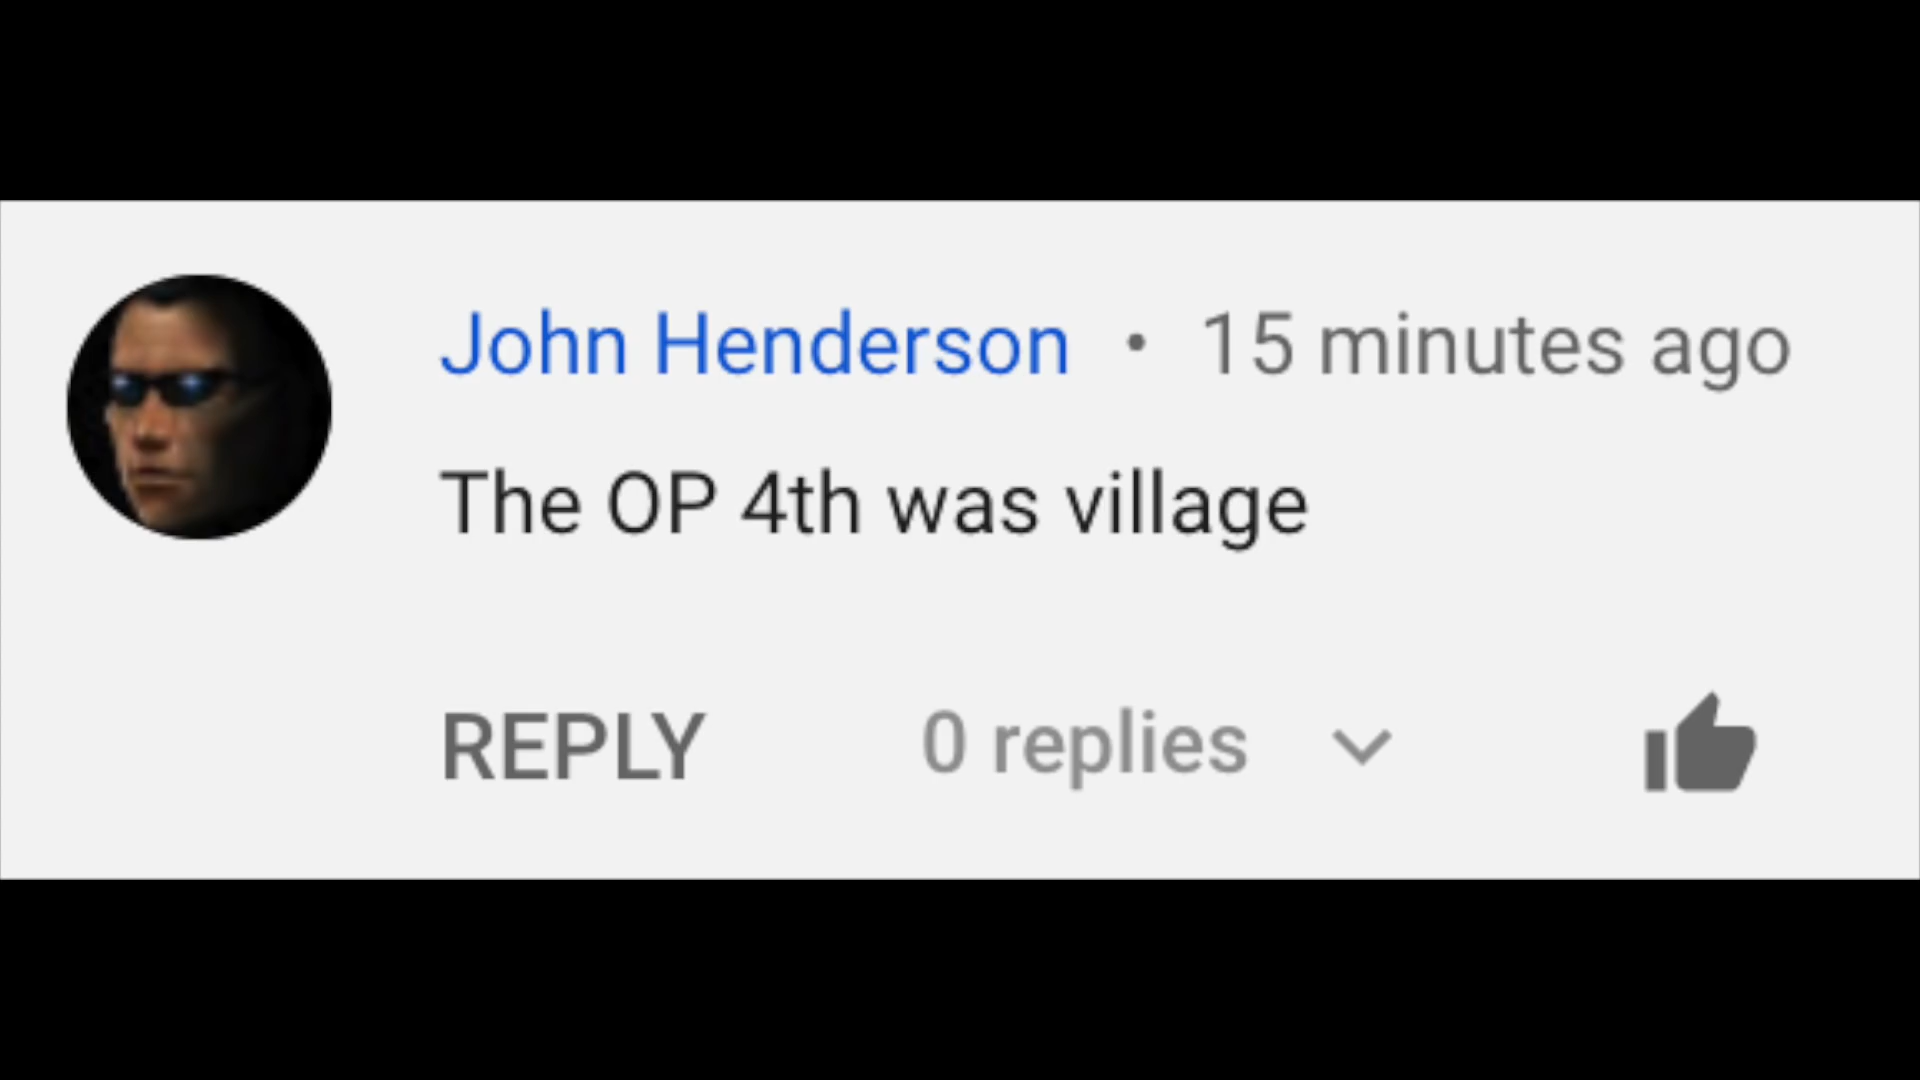 John Henderson • 15 minutes ago
The OP 4th was village
REPLY 0 replies